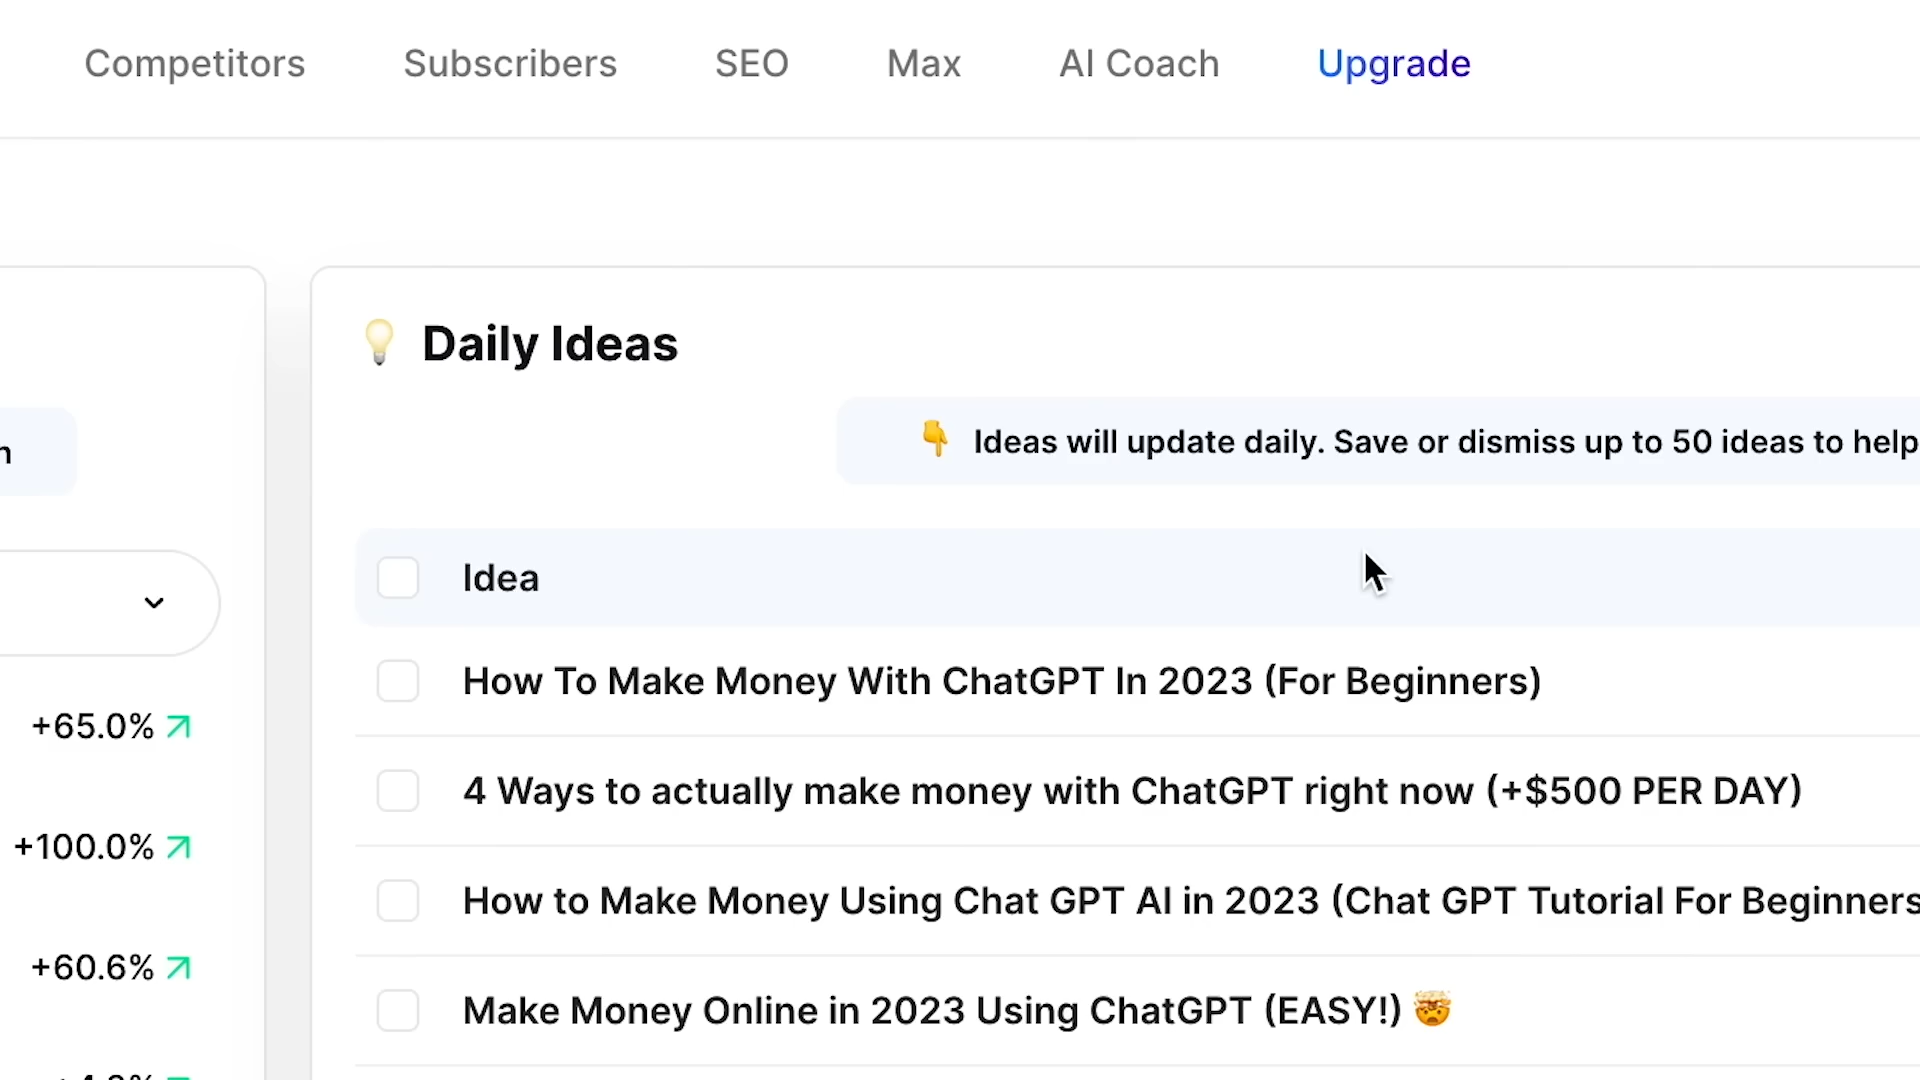 Competitors Subscribers SEO Max AI Coach Upgrade
💡 Daily Ideas
👇 Ideas will update daily. Save or dismiss up to 50 ideas to help
Idea
How To Make Money With ChatGPT In 2023 (For Beginners)
+65.0%
4 Ways to actually make money with ChatGPT right now (+$500 PER DAY)
+100.0%
How to Make Money Using Chat GPT AI in 2023 (Chat GPT Tutorial For Beginners
+60.6%
Make Money Online in 2023 Using ChatGPT (EASY!) 🤯